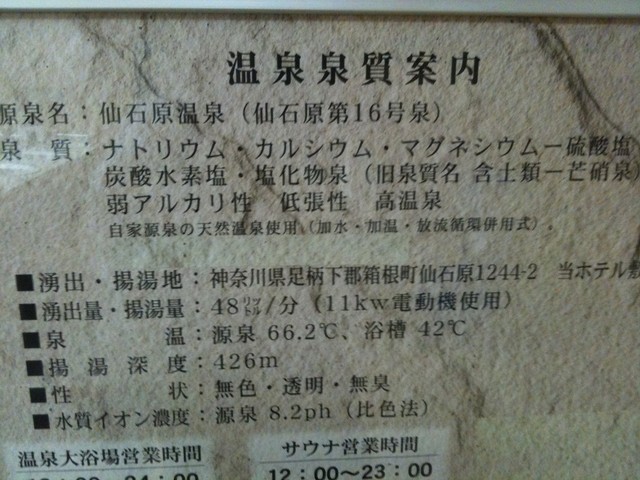 温泉泉質案内
源泉名：仙石原温泉（仙石原第16号泉）
泉　質：ナトリウム・カルシウム・マグネシウム－硫酸塩
炭酸水素塩・塩化物泉（旧泉質名 含土類－芒硝泉）
弱アルカリ性　低張性　高温泉
自家源泉の天然温泉使用（加水・加温・放流循環併用式）。
■湧出・揚湯地：神奈川県足柄下郡箱根町仙石原1244-2　当ホテル敷
■湧出量・揚湯量：48㍑/分（11kw電動機使用）
■泉　　　　温：源泉 66.2℃、浴槽 42℃
■揚湯深度：426m
■性　　　　状：無色・透明・無臭
■水質イオン濃度：源泉 8.2ph（比色法）
温泉大浴場営業時間　サウナ営業時間
12：00～23：00